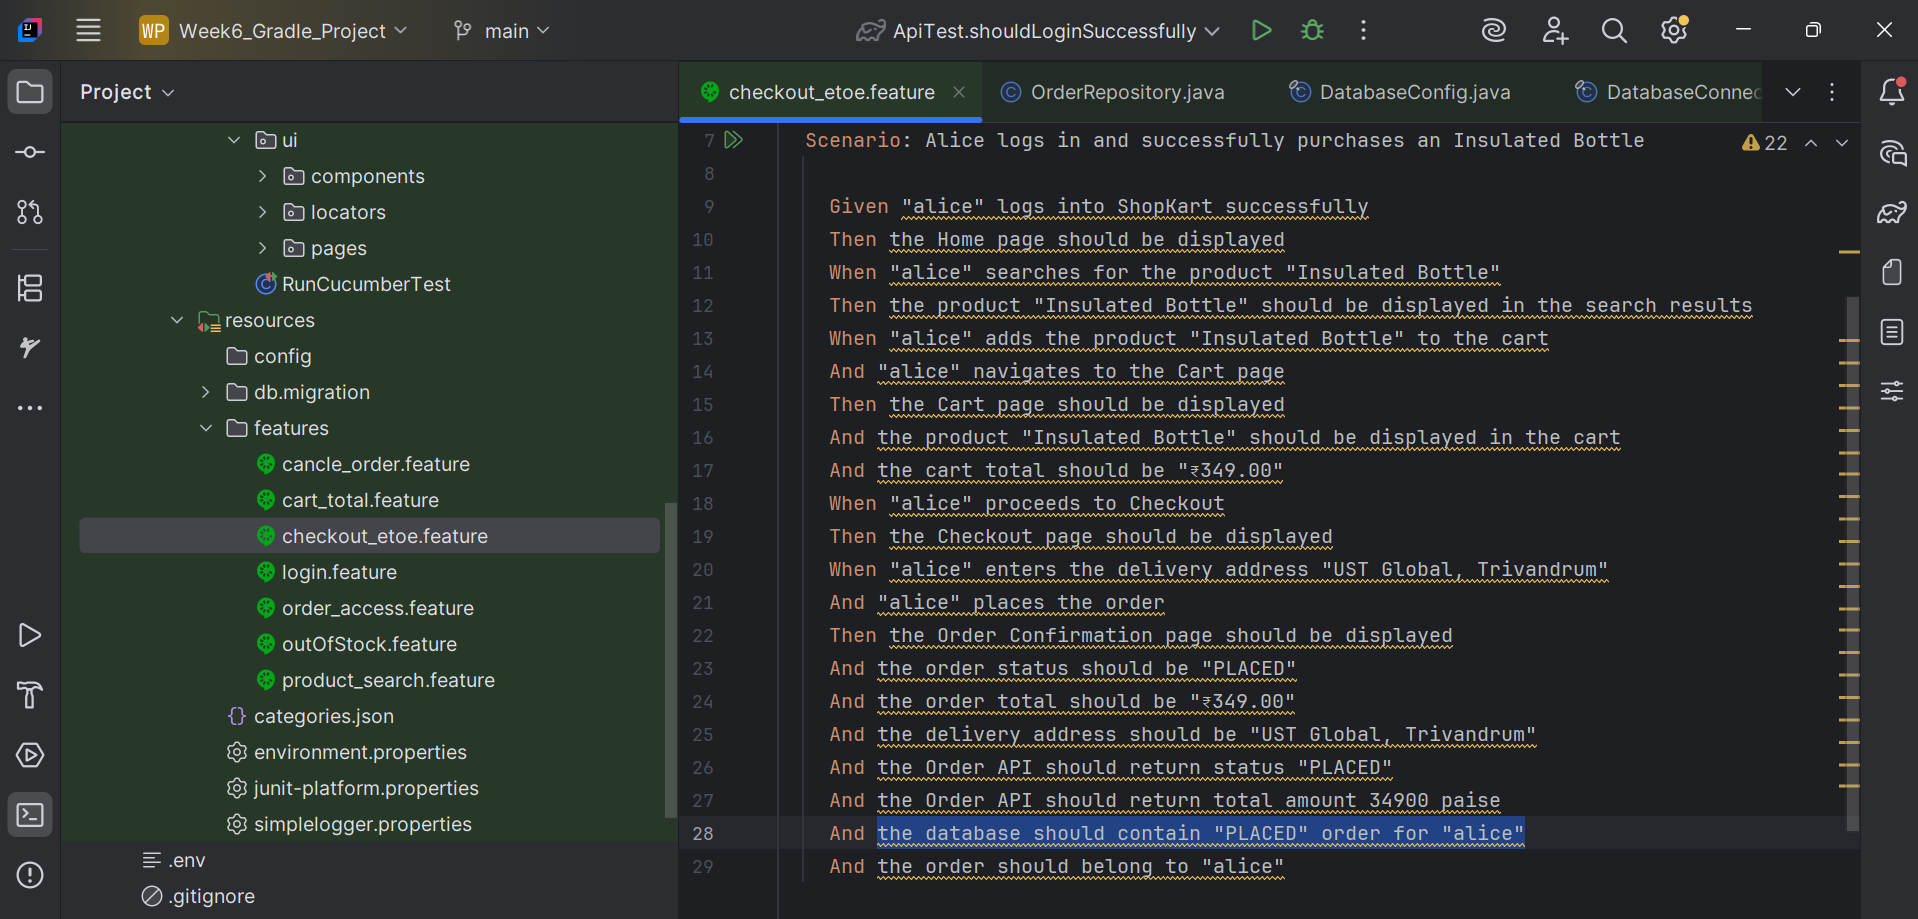 WP Week6_Gradle_Project main ApiTest.shouldLoginSuccessfully
Project
checkout_etoe.feature OrderRepository.java DatabaseConfig.java DatabaseConnec
ui
components
locators
pages
RunCucumberTest
resources
config
db.migration
features
cancle_order.feature
cart_total.feature
checkout_etoe.feature
login.feature
order_access.feature
outOfStock.feature
product_search.feature
categories.json
environment.properties
junit-platform.properties
simplelogger.properties
.env
.gitignore
7 Scenario: Alice logs in and successfully purchases an Insulated Bottle 22
8
9 Given "alice" logs into ShopKart successfully
10 Then the Home page should be displayed
11 When "alice" searches for the product "Insulated Bottle"
12 Then the product "Insulated Bottle" should be displayed in the search results
13 When "alice" adds the product "Insulated Bottle" to the cart
14 And "alice" navigates to the Cart page
15 Then the Cart page should be displayed
16 And the product "Insulated Bottle" should be displayed in the cart
17 And the cart total should be "₹349.00"
18 When "alice" proceeds to Checkout
19 Then the Checkout page should be displayed
20 When "alice" enters the delivery address "UST Global, Trivandrum"
21 And "alice" places the order
22 Then the Order Confirmation page should be displayed
23 And the order status should be "PLACED"
24 And the order total should be "₹349.00"
25 And the delivery address should be "UST Global, Trivandrum"
26 And the Order API should return status "PLACED"
27 And the Order API should return total amount 34900 paise
28 And the database should contain "PLACED" order for "alice"
29 And the order should belong to "alice"